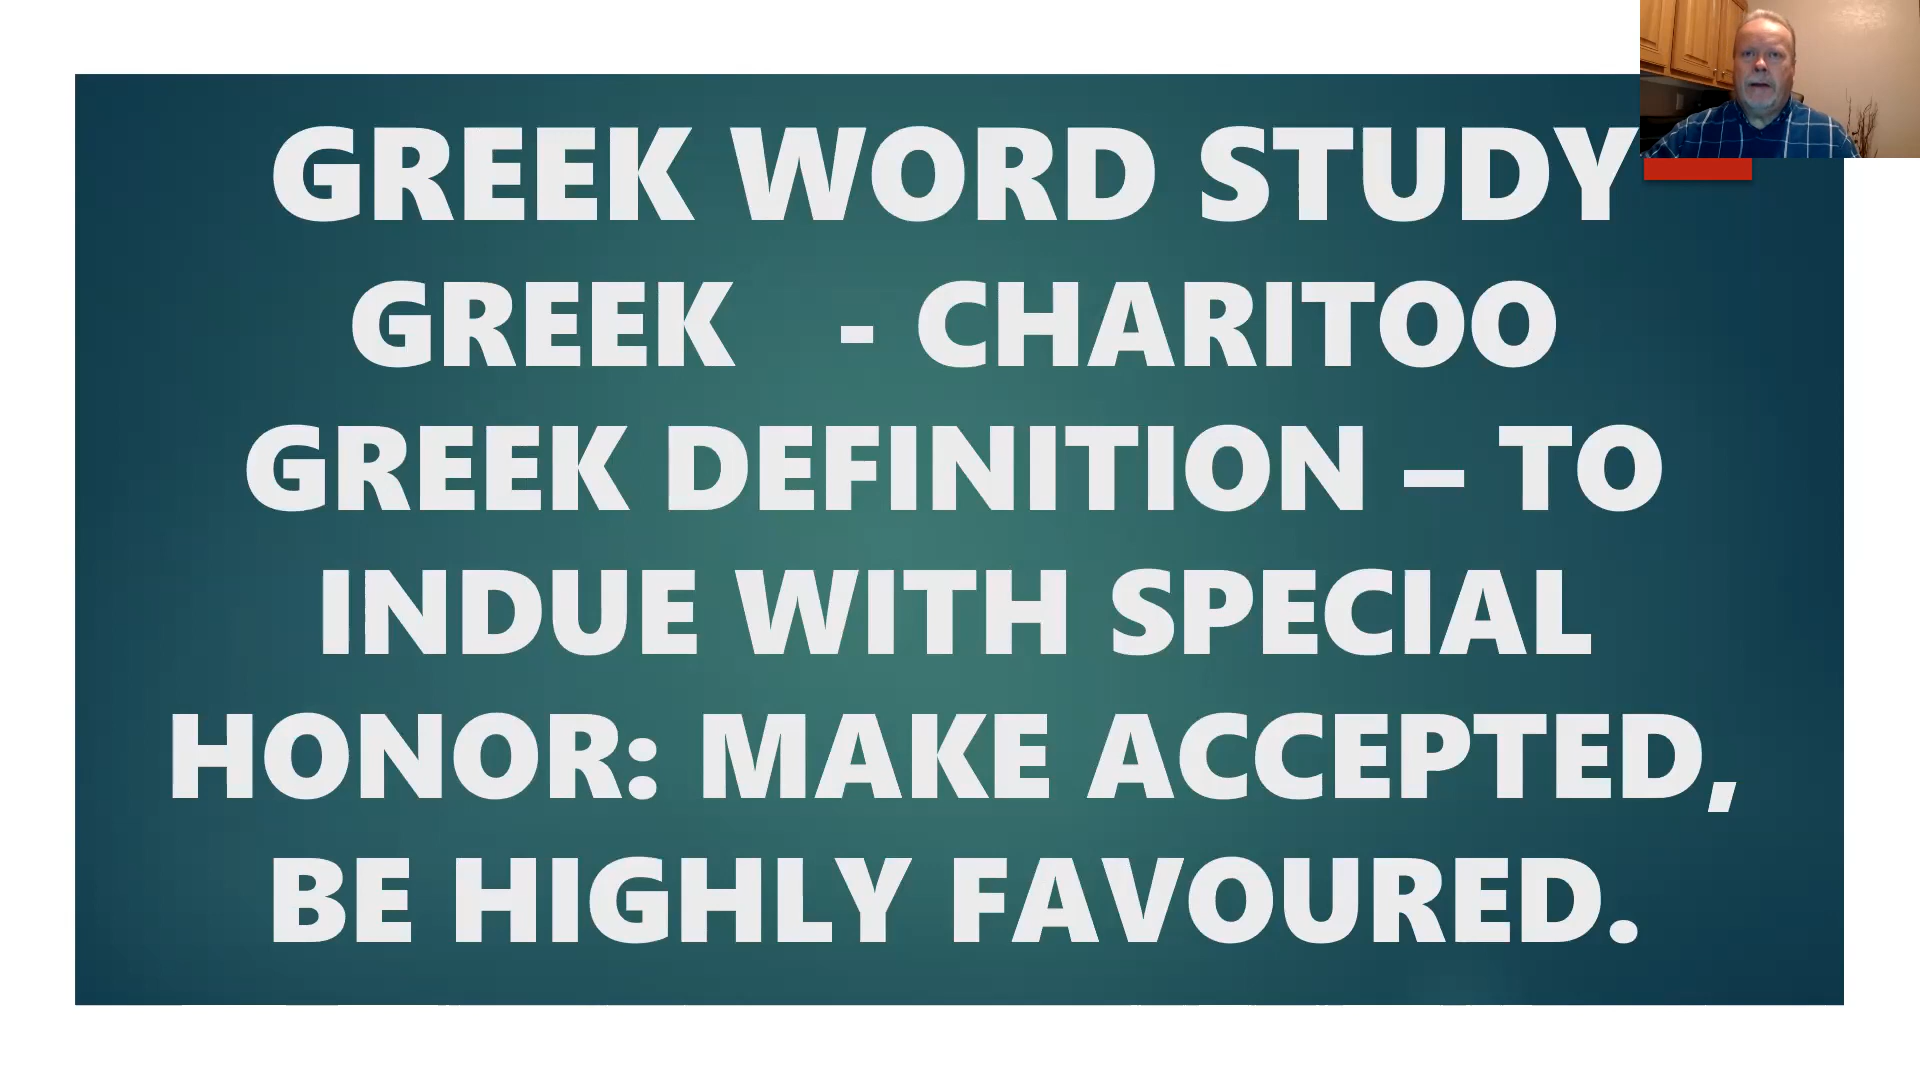 GREEK WORD STUDY
GREEK - CHARITOO
GREEK DEFINITION – TO
INDUE WITH SPECIAL
HONOR: MAKE ACCEPTED,
BE HIGHLY FAVOURED.